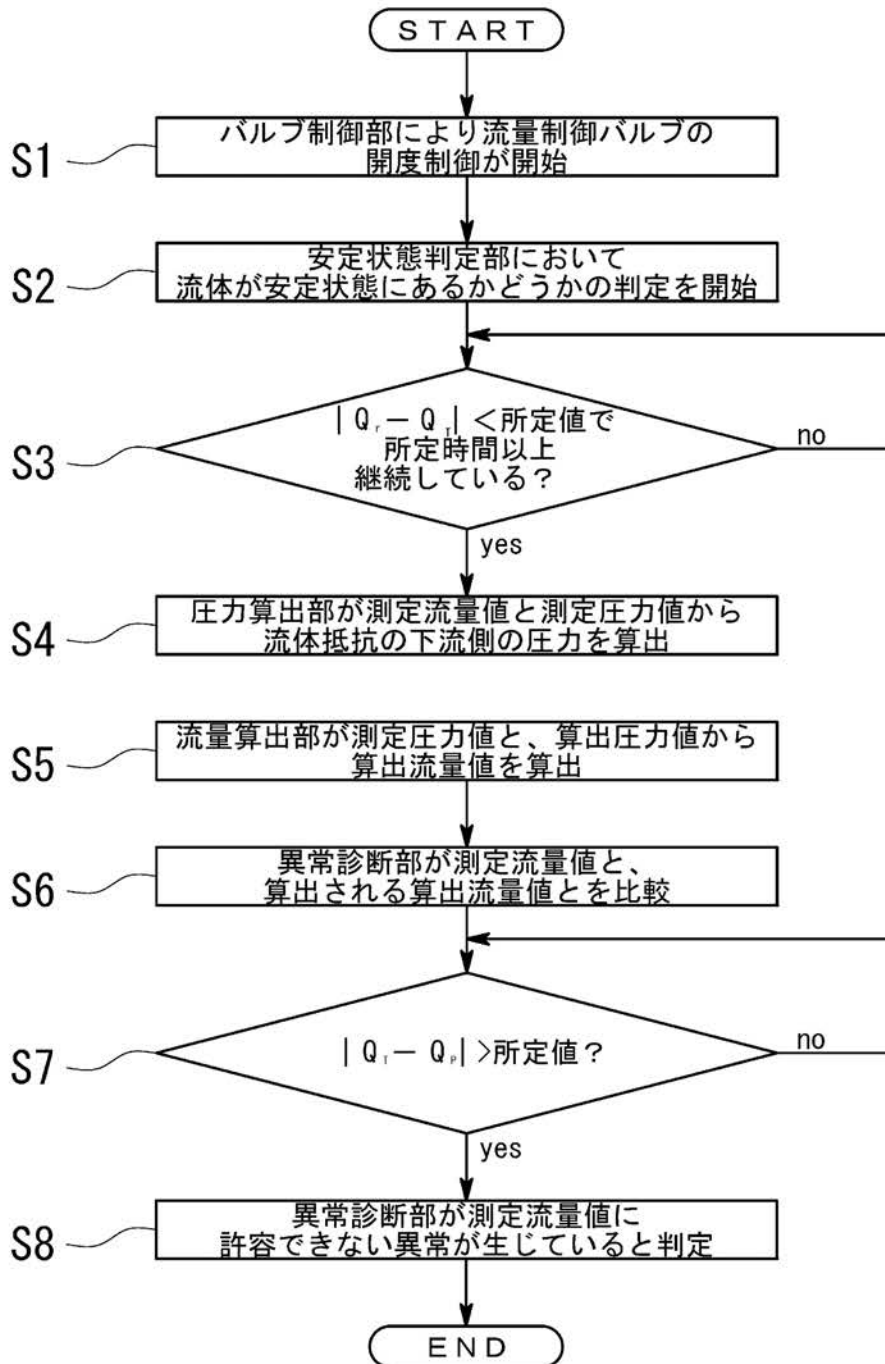 START
S1
バルブ制御部により流量制御バルブの
開度制御が開始
S2
安定状態判定部において
流体が安定状態にあるかどうかの判定を開始
S3
|Qr−QT|<所定値で
所定時間以上
継続している?
no
yes
S4
圧力算出部が測定流量値と測定圧力値から
流体抵抗の下流側の圧力を算出
S5
流量算出部が測定圧力値と、算出圧力値から
算出流量値を算出
S6
異常診断部が測定流量値と、
算出される算出流量値とを比較
S7
|QT−QP|>所定値?
no
yes
S8
異常診断部が測定流量値に
許容できない異常が生じていると判定
END